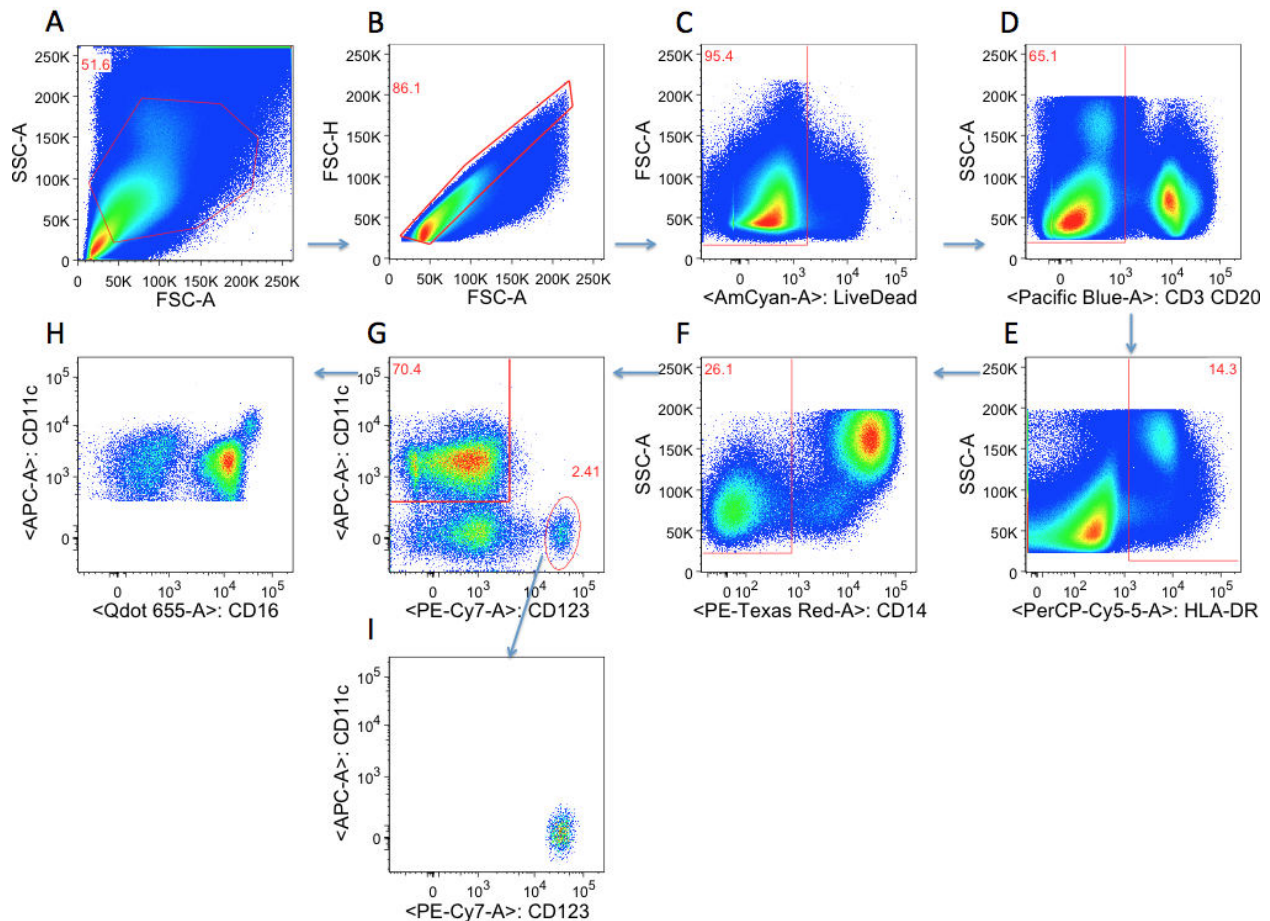 A
B
C
D
51.6
86.1
95.4
65.1
250K
200K
150K
100K
50K
0
SSC-A
0 50K 100K 150K 200K 250K
FSC-A
250K
200K
150K
100K
50K
0
FSC-H
0 50K 100K 150K 200K 250K
FSC-A
250K
200K
150K
100K
50K
0
FSC-A
0 10³ 10⁴ 10⁵
<AmCyan-A>: LiveDead
250K
200K
150K
100K
50K
0
SSC-A
0 10³ 10⁴ 10⁵
<Pacific Blue-A>: CD3 CD20
H
G
F
E
10⁵
10⁴
10³
0
<APC-A>: CD11c
0 10³ 10⁴ 10⁵
<Qdot 655-A>: CD16
70.4
2.41
10⁵
10⁴
10³
0
<APC-A>: CD11c
0 10³ 10⁴ 10⁵
<PE-Cy7-A>: CD123
26.1
250K
200K
150K
100K
50K
0
SSC-A
0 10² 10³ 10⁴ 10⁵
<PE-Texas Red-A>: CD14
14.3
250K
200K
150K
100K
50K
0
SSC-A
0 10² 10³ 10⁴ 10⁵
<PerCP-Cy5-5-A>: HLA-DR
I
10⁵
10⁴
10³
0
<APC-A>: CD11c
0 10³ 10⁴ 10⁵
<PE-Cy7-A>: CD123